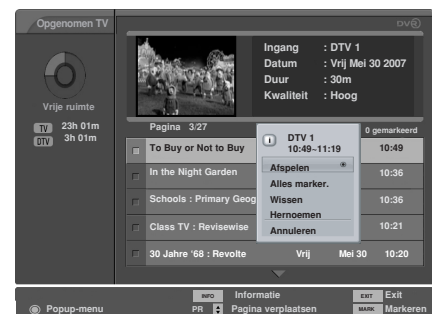 Opgenomen TV
DVR
Ingang : DTV 1
Datum : Vrij Mei 30 2007
Duur : 30m
Kwaliteit : Hoog
Vrije ruimte
TV 23h 01m
DTV 3h 01m
Pagina 3/27
0 gemarkeerd
To Buy or Not to Buy 10:49
In the Night Garden 10:36
Schools : Primary Geog 10:36
Class TV : Revisewise 10:21
30 Jahre ‘68 : Revolte Vrij Mei 30 10:20
i DTV 1
10:49~11:19
Afspelen
Alles marker.
Wissen
Hernoemen
Annuleren
INFO Informatie EXIT Exit
Popup-menu PR Pagina verplaatsen MARK Markeren